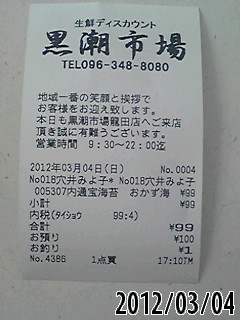 生鮮ディスカウント
黒潮市場
TEL096-348-8080
地域一番の笑顔と挨拶で
お客様をお迎え致します。
本日も黒潮市場龍田店へご来店
頂き誠に有難うございます。
営業時間 9:30~22:00迄
2012年03月04日(日) No.0004
No018穴井みよ子* No018穴井みよ子
005307内通宝海苔 おかず海 ¥99
小計 ¥99
内税(タイショウ 99:4)
合計 ¥99
お預り ¥100
お釣り ¥1
No.4386 1点買 17:10TM
2012/03/04